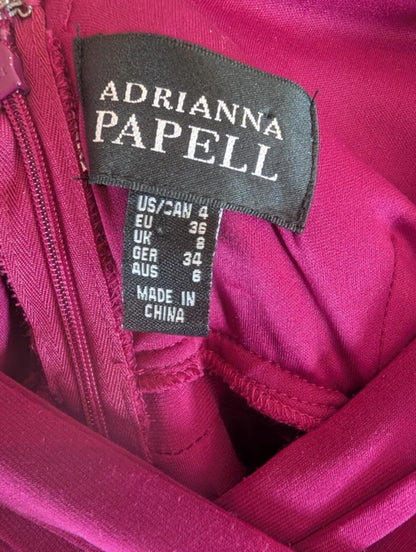 ADRIANNA
PAPELL
US/CAN 4
EU 36
UK 8
GER 34
AUS 6
MADE IN
CHINA